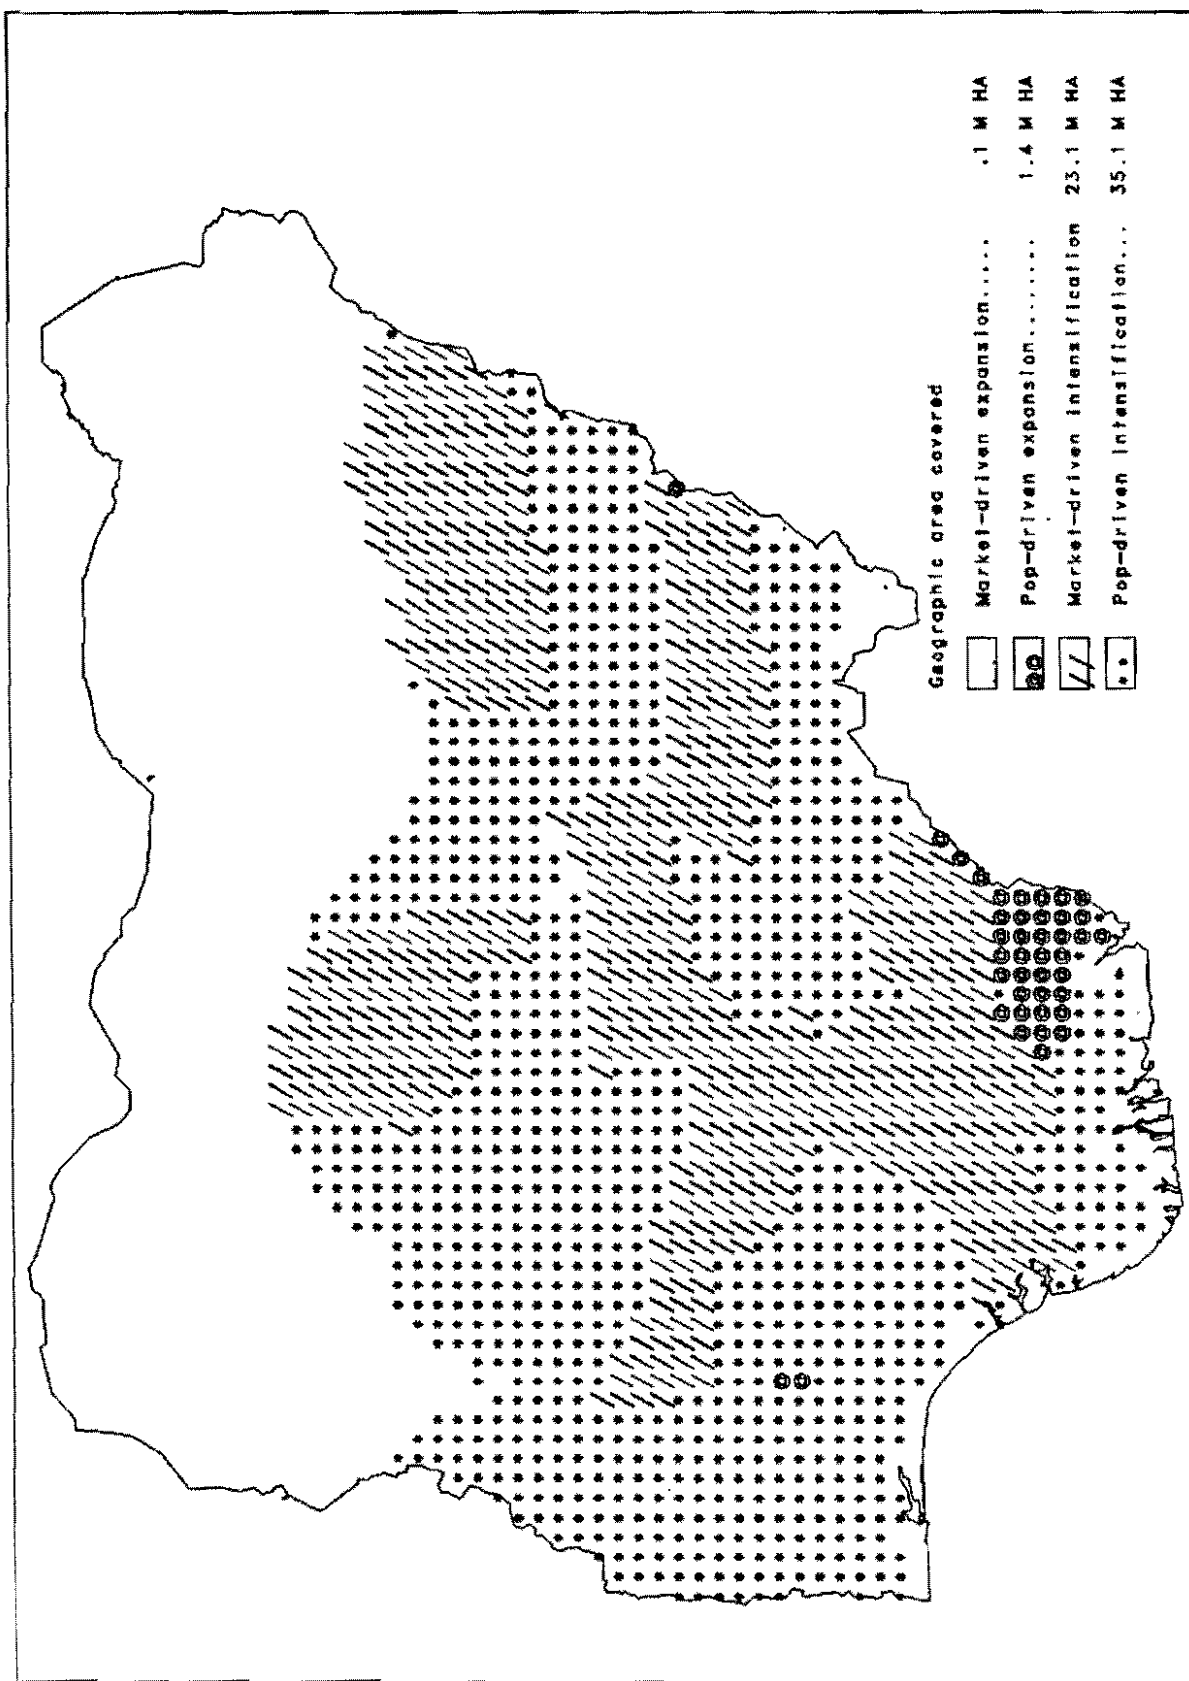 Geographic area covered
Market-driven expansion..... .1 M HA
Pop-driven expansion........ 1.4 M HA
Market-driven intensification 23.1 M HA
Pop-driven intensification... 35.1 M HA